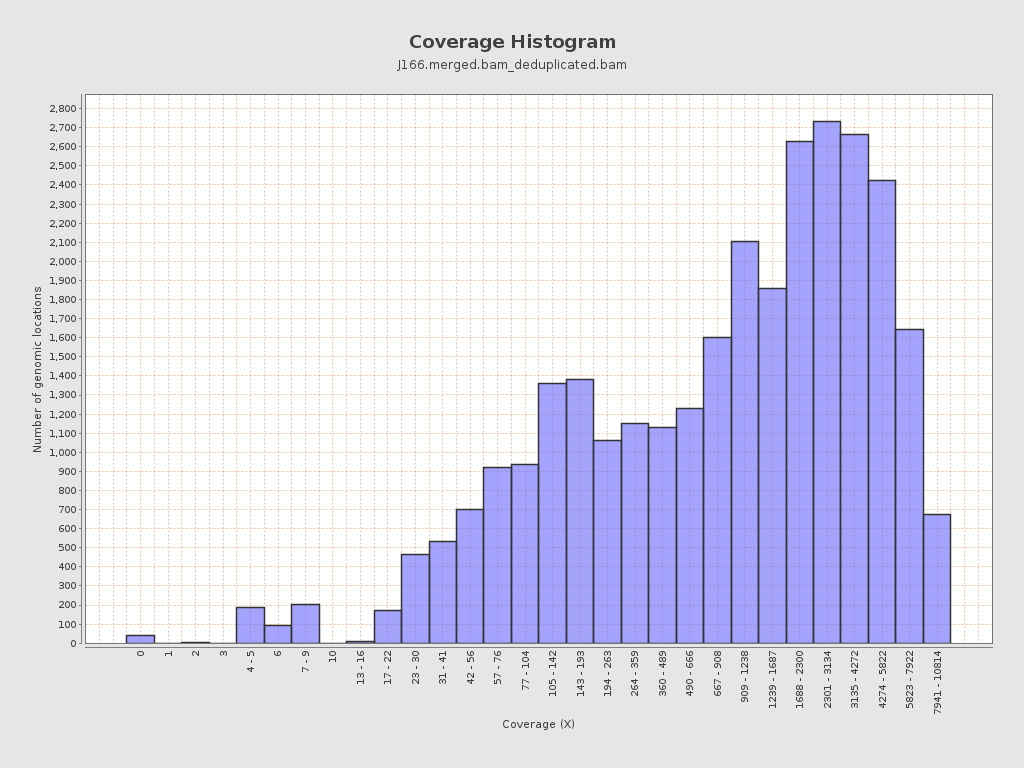 Coverage Histogram
J166.merged.bam_deduplicated.bam
Number of genomic locations
2,800
2,700
2,600
2,500
2,400
2,300
2,200
2,100
2,000
1,900
1,800
1,700
1,600
1,500
1,400
1,300
1,200
1,100
1,000
900
800
700
600
500
400
300
200
100
0
0
1
2
3
4 - 5
6
7 - 9
10
13 - 16
17 - 22
23 - 30
31 - 41
42 - 56
57 - 76
77 - 104
105 - 142
143 - 193
194 - 263
264 - 359
360 - 489
490 - 666
667 - 908
909 - 1238
1239 - 1687
1688 - 2300
2301 - 3134
3135 - 4272
4274 - 5822
5823 - 7922
7941 - 10814
Coverage (X)